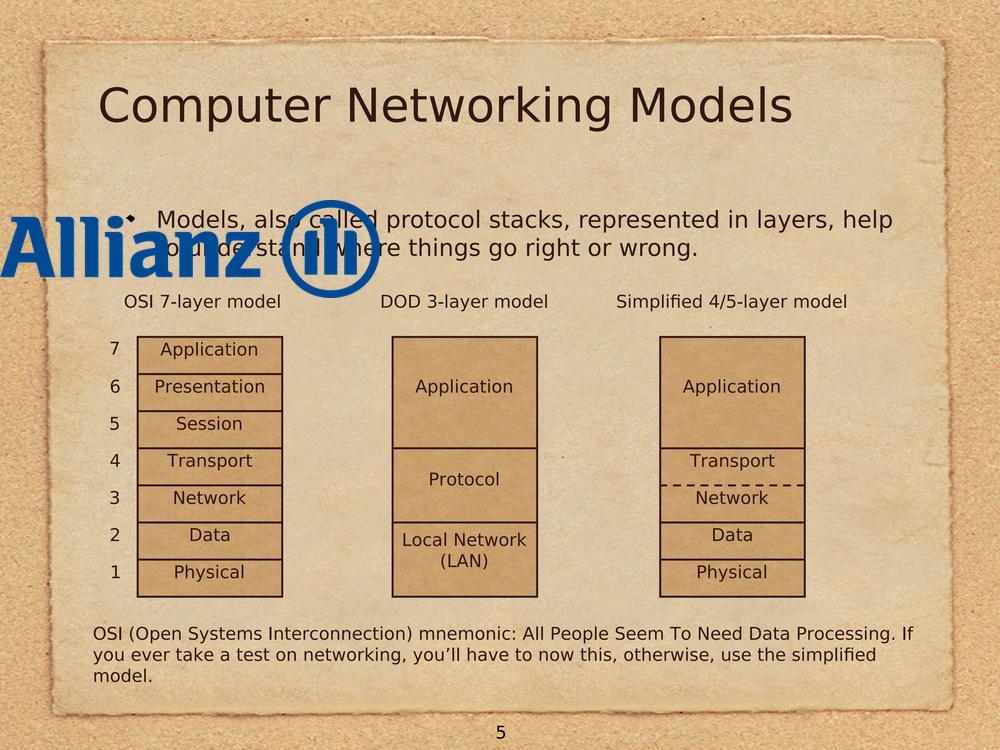 Computer Networking Models
Models, also called protocol stacks, represented in layers, help
to understand where things go right or wrong.
Allianz
OSI 7-layer model
DOD 3-layer model
Simplified 4/5-layer model
7
Application
6
Presentation
5
Session
4
Transport
3
Network
2
Data
1
Physical
Application
Protocol
Local Network
(LAN)
Application
Transport
Network
Data
Physical
OSI (Open Systems Interconnection) mnemonic: All People Seem To Need Data Processing. If
you ever take a test on networking, you’ll have to now this, otherwise, use the simplified
model.
5